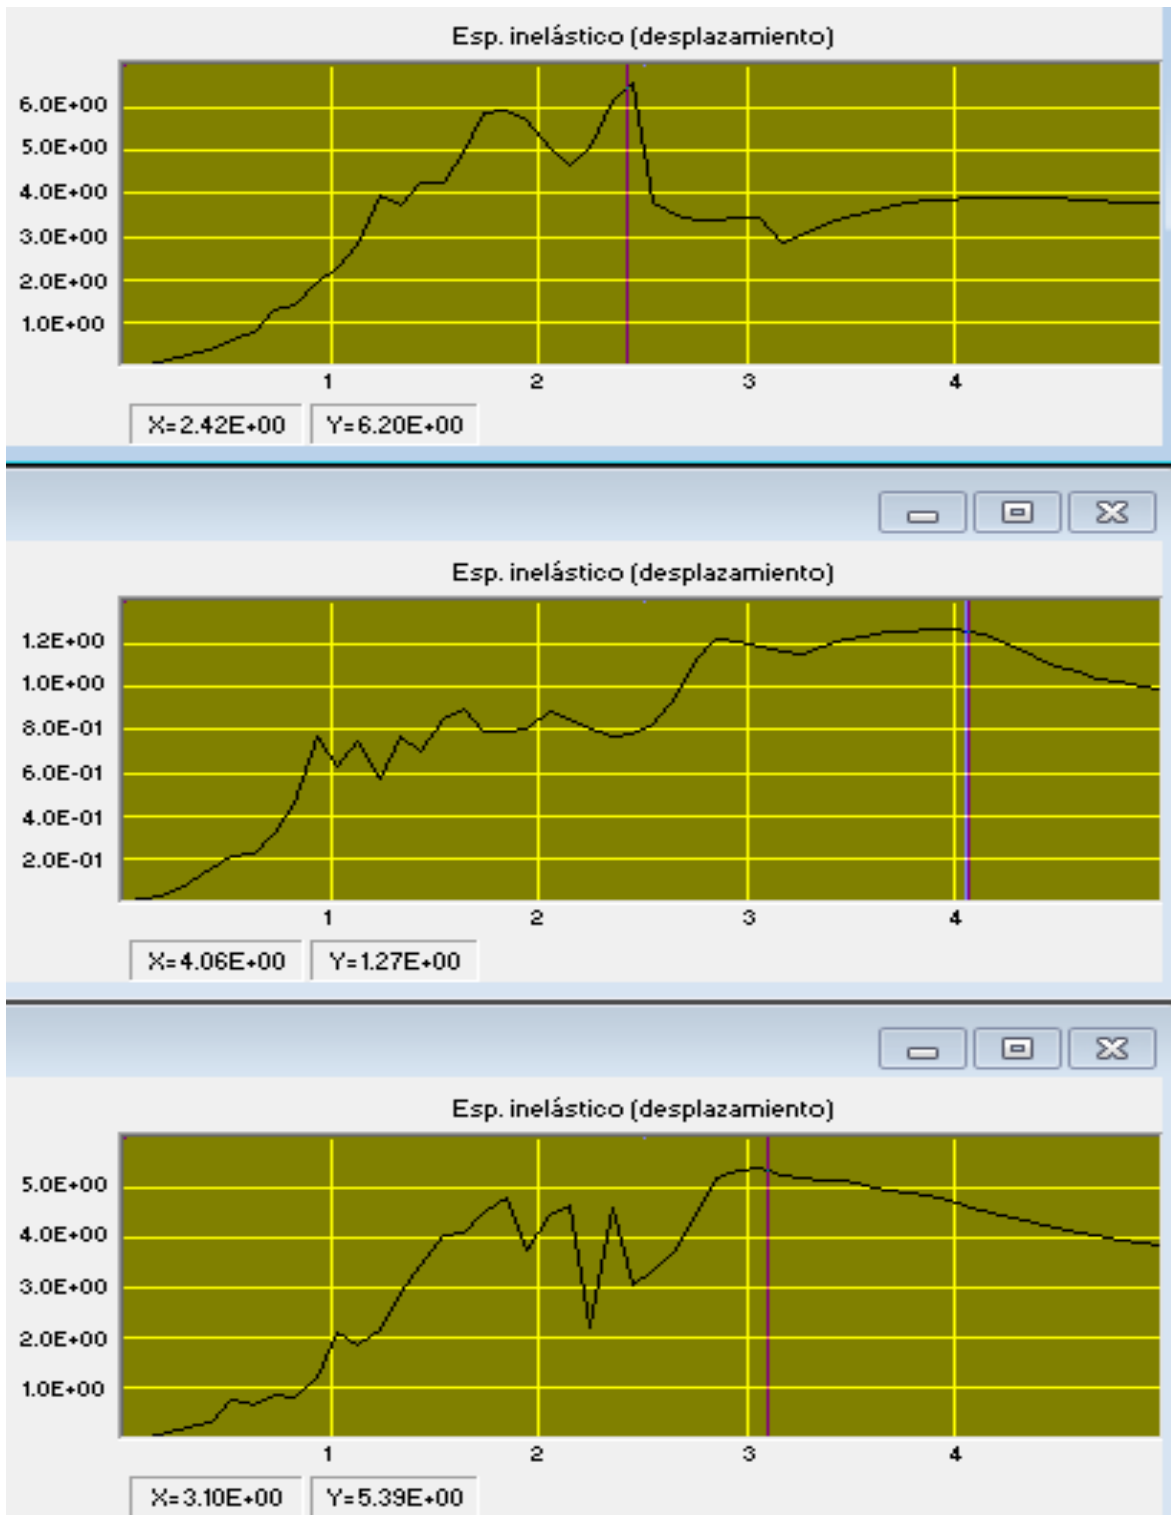 Esp. inelástico (desplazamiento)
6.0E+00
5.0E+00
4.0E+00
3.0E+00
2.0E+00
1.0E+00
1 2 3 4
X=2.42E+00 Y=6.20E+00
Esp. inelástico (desplazamiento)
1.2E+00
1.0E+00
8.0E-01
6.0E-01
4.0E-01
2.0E-01
1 2 3 4
X=4.06E+00 Y=1.27E+00
Esp. inelástico (desplazamiento)
5.0E+00
4.0E+00
3.0E+00
2.0E+00
1.0E+00
1 2 3 4
X=3.10E+00 Y=5.39E+00